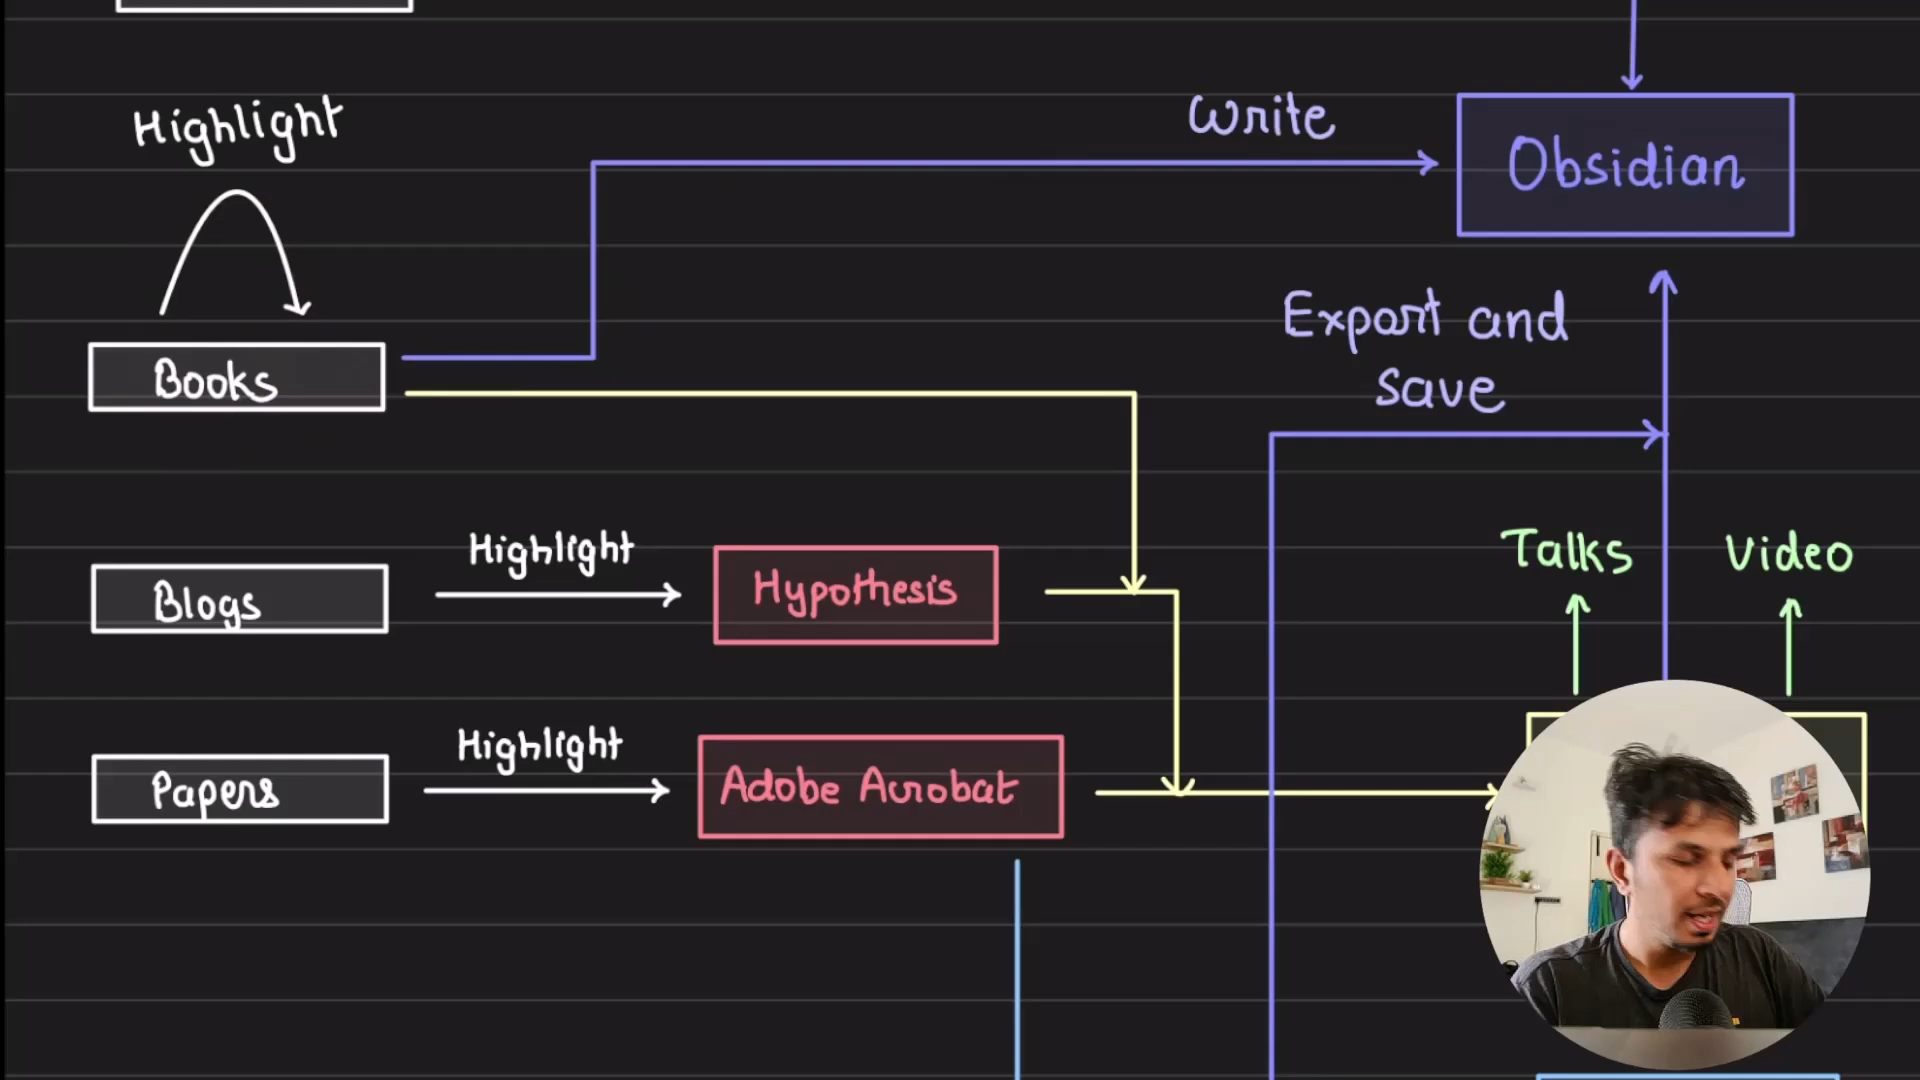 Highlight
Write
Obsidian
Export and
save
Books
Talks
Video
Highlight
Blogs
Hypothesis
Highlight
Papers
Adobe Acrobat